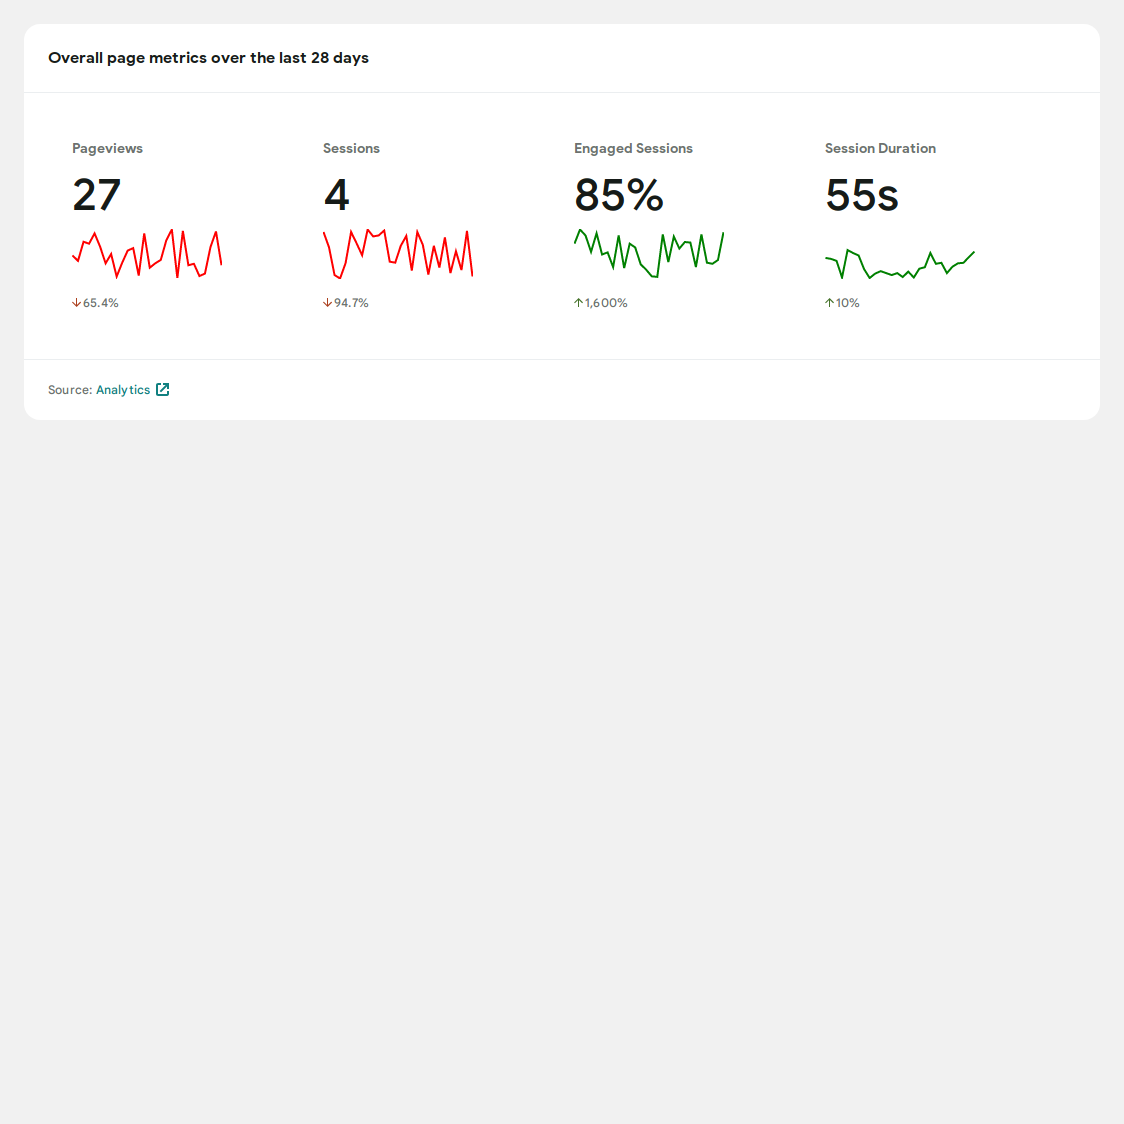 Overall page metrics over the last 28 days
Pageviews
27
65.4%
Sessions
4
94.7%
Engaged Sessions
85%
1,600%
Session Duration
55s
10%
Source: Analytics